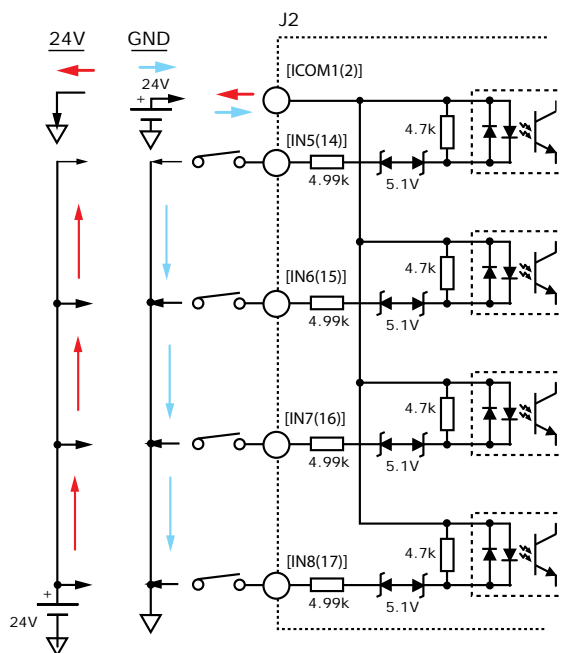 J2
24V GND
24V
+
[ICOM1(2)]
4.7k
[IN5(14)]
4.99k
5.1V
4.7k
[IN6(15)]
4.99k
5.1V
4.7k
[IN7(16)]
4.99k
5.1V
4.7k
[IN8(17)]
4.99k
5.1V
+
24V